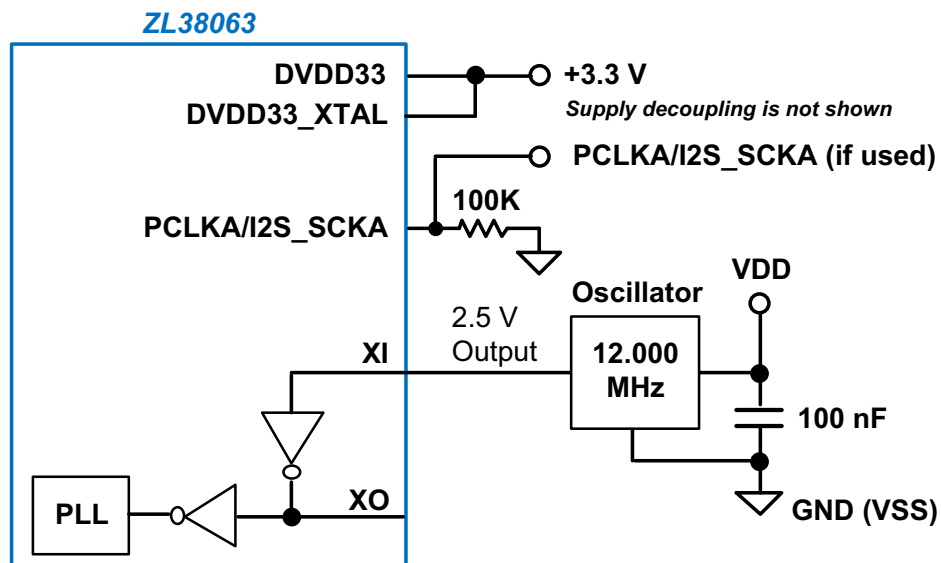 ZL38063
DVDD33
+3.3 V
DVDD33_XTAL
Supply decoupling is not shown
PCLKA/I2S_SCKA (if used)
100K
PCLKA/I2S_SCKA
VDD
Oscillator
2.5 V
Output
XI
12.000
MHz
100 nF
PLL
XO
GND (VSS)